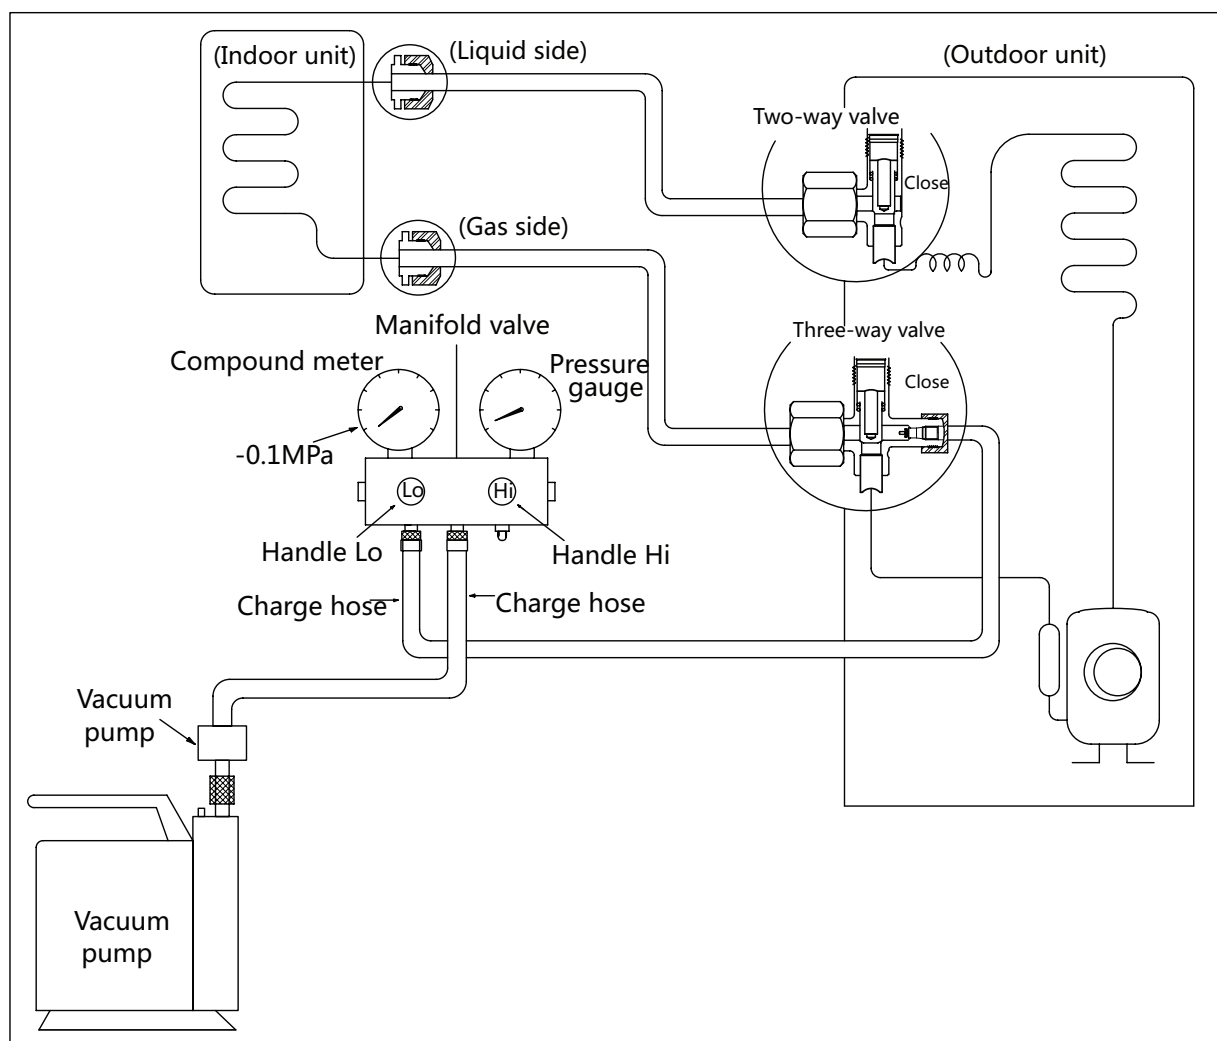 (Indoor unit)
(Liquid side)
(Outdoor unit)
Two-way valve
Close
(Gas side)
Manifold valve
Three-way valve
Compound meter
Pressure
gauge
Close
-0.1MPa
Lo
Hi
Handle Lo
Handle Hi
Charge hose
Charge hose
Vacuum
pump
Vacuum
pump